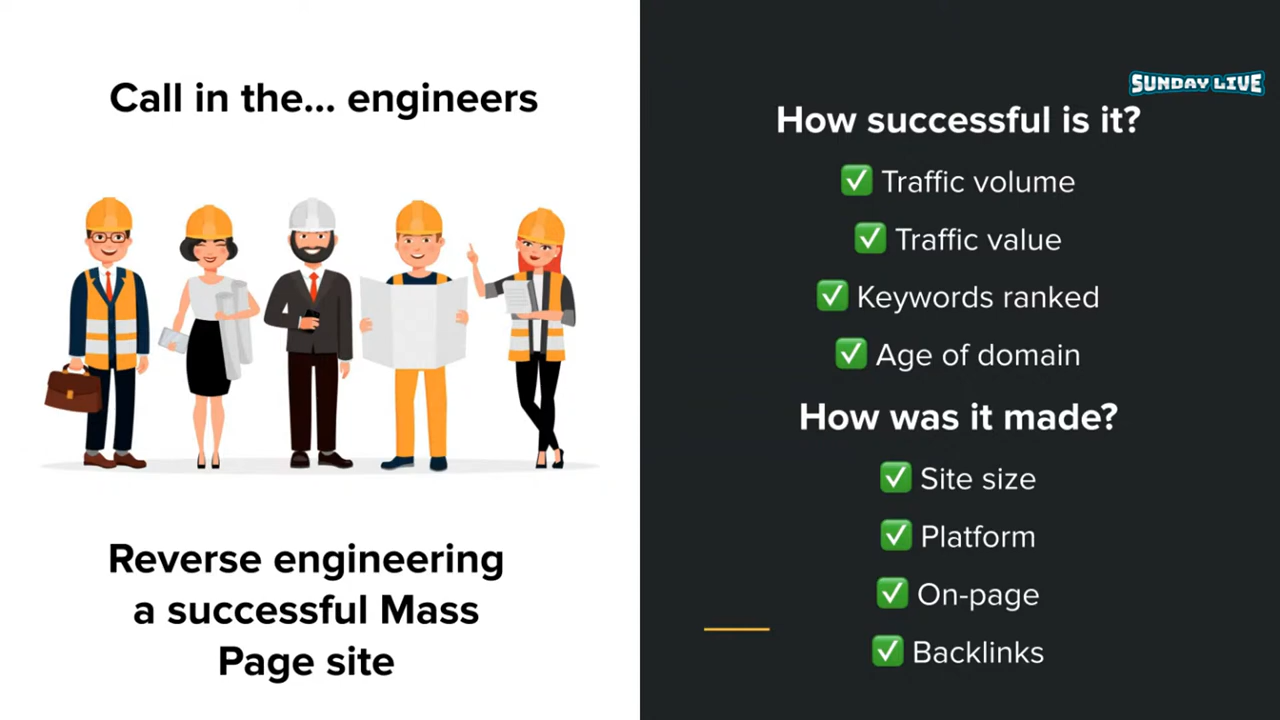 Call in the... engineers
Reverse engineering
a successful Mass
Page site
SUNDAY LIVE
How successful is it?
✅ Traffic volume
✅ Traffic value
✅ Keywords ranked
✅ Age of domain
How was it made?
✅ Site size
✅ Platform
✅ On-page
✅ Backlinks